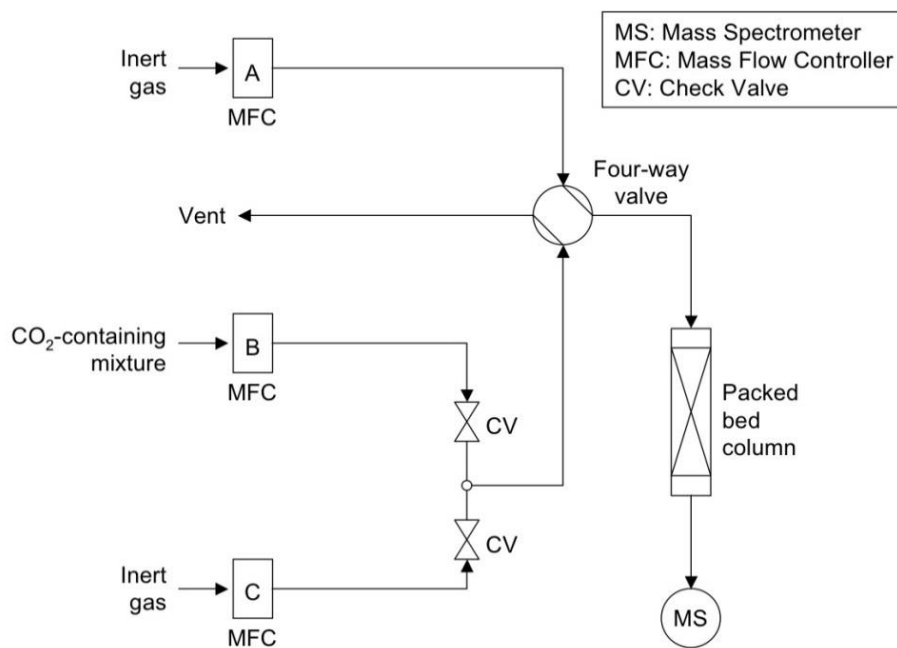 MS: Mass Spectrometer
MFC: Mass Flow Controller
CV: Check Valve
Inert
gas
A
MFC
Four-way
valve
Vent
CO₂-containing
mixture
B
MFC
CV
Packed
bed
column
CV
Inert
gas
C
MFC
MS